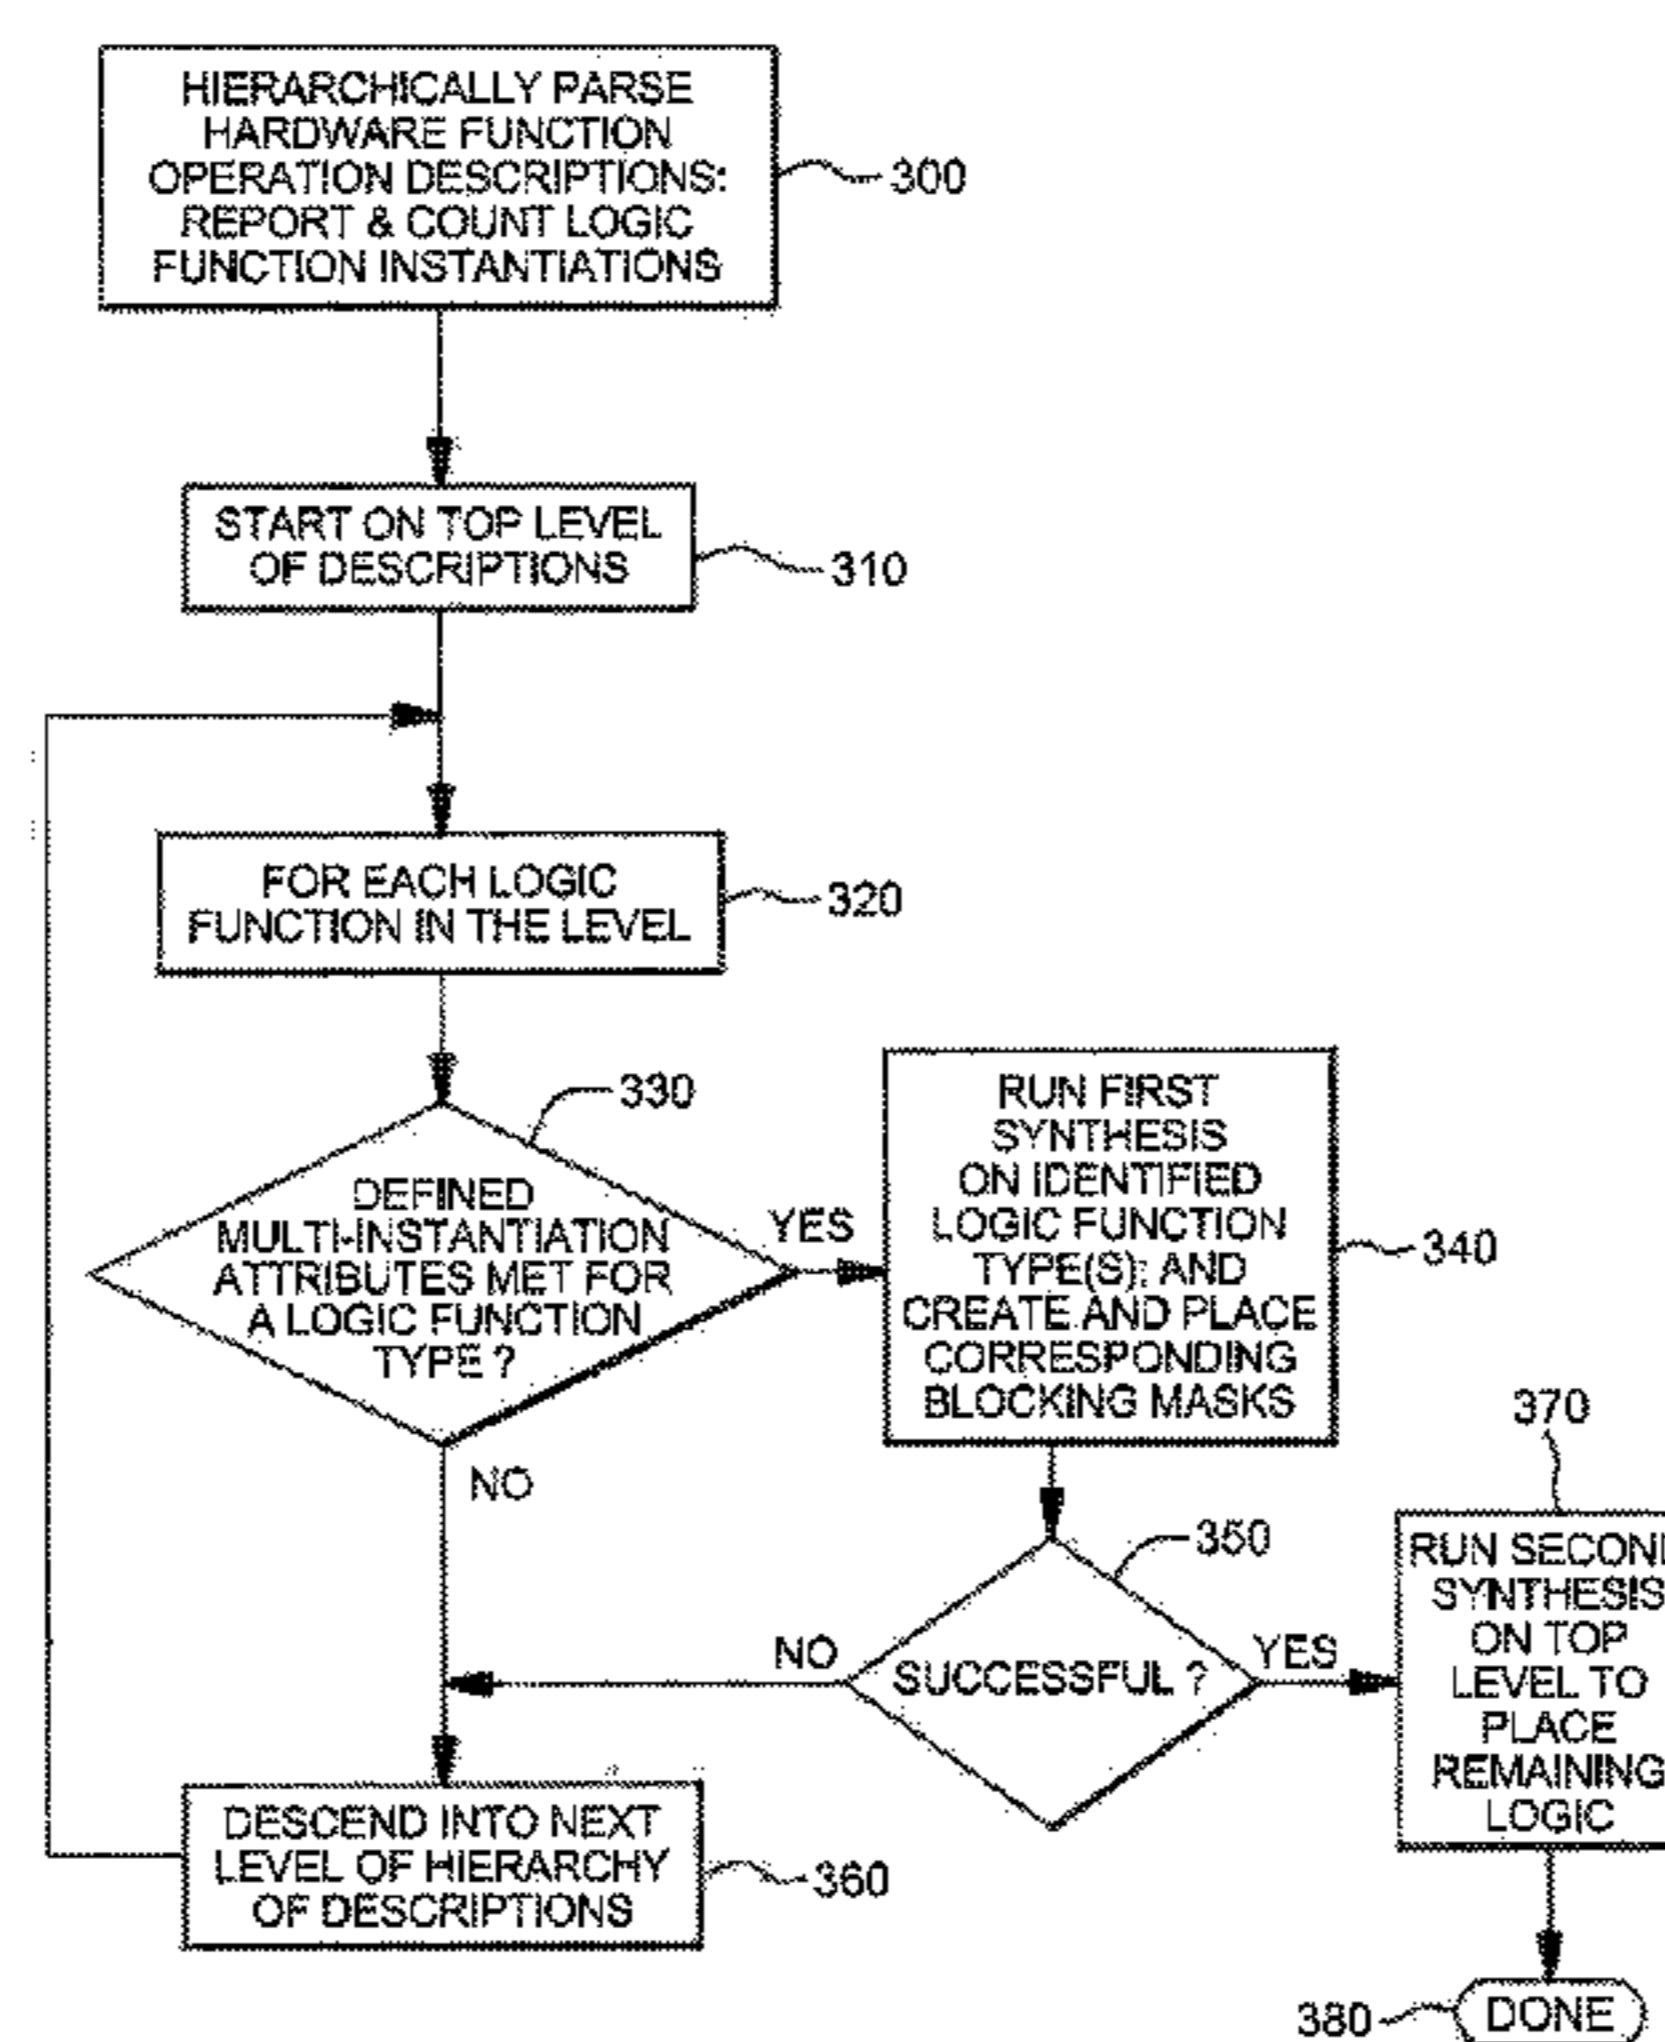 HIERARCHICALLY PARSE
HARDWARE FUNCTION
OPERATION DESCRIPTIONS:
REPORT & COUNT LOGIC
FUNCTION INSTANTIATIONS
300
START ON TOP LEVEL
OF DESCRIPTIONS
310
FOR EACH LOGIC
FUNCTION IN THE LEVEL
320
330
DEFINED
MULTI-INSTANTIATION
ATTRIBUTES MET FOR
A LOGIC FUNCTION
TYPE ?
YES
NO
RUN FIRST
SYNTHESIS
ON IDENTIFIED
LOGIC FUNCTION
TYPE(S); AND
CREATE AND PLACE
CORRESPONDING
BLOCKING MASKS
340
350
SUCCESSFUL ?
NO
YES
370
RUN SECOND
SYNTHESIS
ON TOP
LEVEL TO
PLACE
REMAINING
LOGIC
DESCEND INTO NEXT
LEVEL OF HIERARCHY
OF DESCRIPTIONS
360
380
DONE